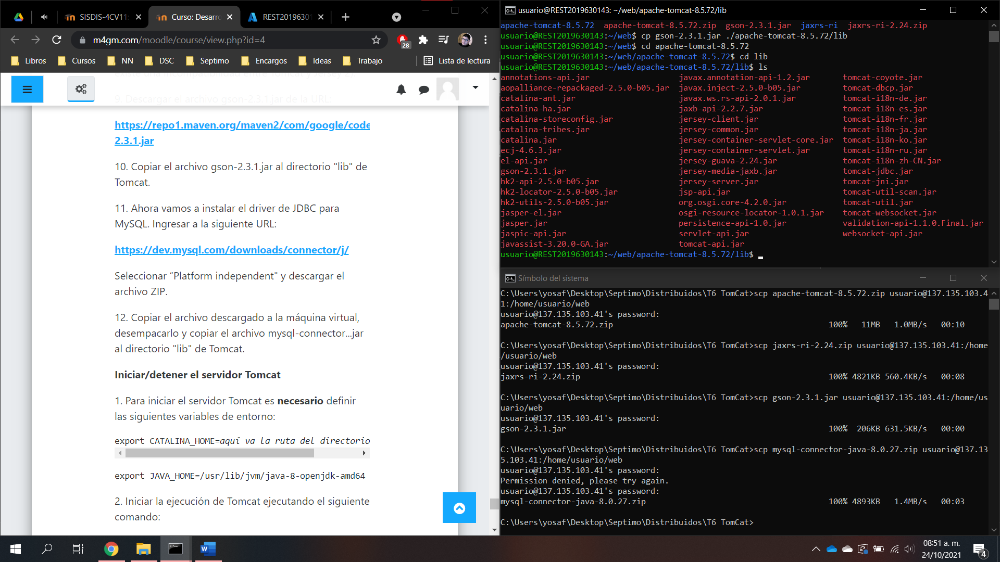 SISDIS-4CV11
Curso: Desarro
REST2019630
m4gm.com/moodle/course/view.php?id=4
28
Libros
Cursos
NN
DSC
Septimo
Encargos
Ideas
Trabajo
Lista de lectura
existe una incompatibilidad entre Tomcat y Jersey 2).
9. Descargar el archivo gson-2.3.1.jar de la URL:
https://repo1.maven.org/maven2/com/google/code
2.3.1.jar
10. Copiar el archivo gson-2.3.1.jar al directorio "lib" de
Tomcat.
11. Ahora vamos a instalar el driver de JDBC para
MySQL. Ingresar a la siguiente URL:
https://dev.mysql.com/downloads/connector/j/
Seleccionar “Platform independent" y descargar el
archivo ZIP.
12. Copiar el archivo descargado a la máquina virtual,
desempacarlo y copiar el archivo mysql-connector...jar
al directorio "lib" de Tomcat.
Iniciar/detener el servidor Tomcat
1. Para iniciar el servidor Tomcat es necesario definir
las siguientes variables de entorno:
export CATALINA_HOME=aquí va la ruta del directorio
export JAVA_HOME=/usr/lib/jvm/java-8-openjdk-amd64
2. Iniciar la ejecución de Tomcat ejecutando el siguiente
comando:
usuario@REST2019630143: ~/web/apache-tomcat-8.5.72/lib
apache-tomcat-8.5.72  apache-tomcat-8.5.72.zip  gson-2.3.1.jar  jaxrs-ri  jaxrs-ri-2.24.zip
usuario@REST2019630143:~/web$ cp gson-2.3.1.jar ./apache-tomcat-8.5.72/lib
usuario@REST2019630143:~/web$ cd apache-tomcat-8.5.72
usuario@REST2019630143:~/web/apache-tomcat-8.5.72$ cd lib
usuario@REST2019630143:~/web/apache-tomcat-8.5.72/lib$ ls
annotations-api.jar  javax.annotation-api-1.2.jar  tomcat-coyote.jar
aopalliance-repackaged-2.5.0-b05.jar  javax.inject-2.5.0-b05.jar  tomcat-dbcp.jar
catalina-ant.jar  javax.ws.rs-api-2.0.1.jar  tomcat-i18n-de.jar
catalina-ha.jar  jaxb-api-2.2.7.jar  tomcat-i18n-es.jar
catalina-storeconfig.jar  jersey-client.jar  tomcat-i18n-fr.jar
catalina-tribes.jar  jersey-common.jar  tomcat-i18n-ja.jar
catalina.jar  jersey-container-servlet-core.jar  tomcat-i18n-ko.jar
ecj-4.6.3.jar  jersey-container-servlet.jar  tomcat-i18n-ru.jar
el-api.jar  jersey-guava-2.24.jar  tomcat-i18n-zh-CN.jar
gson-2.3.1.jar  jersey-media-jaxb.jar  tomcat-jdbc.jar
hk2-api-2.5.0-b05.jar  jersey-server.jar  tomcat-jni.jar
hk2-locator-2.5.0-b05.jar  jsp-api.jar  tomcat-util-scan.jar
hk2-utils-2.5.0-b05.jar  org.osgi.core-4.2.0.jar  tomcat-util.jar
jasper-el.jar  osgi-resource-locator-1.0.1.jar  tomcat-websocket.jar
jasper.jar  persistence-api-1.0.jar  validation-api-1.1.0.Final.jar
jaspic-api.jar  servlet-api.jar  websocket-api.jar
javassist-3.20.0-GA.jar  tomcat-api.jar
usuario@REST2019630143:~/web/apache-tomcat-8.5.72/lib$
Símbolo del sistema
C:\Users\yosaf\Desktop\Septimo\Distribuidos\T6 TomCat>scp apache-tomcat-8.5.72.zip usuario@137.135.103.4
1:/home/usuario/web
usuario@137.135.103.41's password:
apache-tomcat-8.5.72.zip  100%  11MB  1.0MB/s  00:10
C:\Users\yosaf\Desktop\Septimo\Distribuidos\T6 TomCat>scp jaxrs-ri-2.24.zip usuario@137.135.103.41:/home
/usuario/web
usuario@137.135.103.41's password:
jaxrs-ri-2.24.zip  100% 4821KB 560.4KB/s  00:08
C:\Users\yosaf\Desktop\Septimo\Distribuidos\T6 TomCat>scp gson-2.3.1.jar usuario@137.135.103.41:/home/us
uario/web
usuario@137.135.103.41's password:
gson-2.3.1.jar  100%  206KB 631.5KB/s  00:00
C:\Users\yosaf\Desktop\Septimo\Distribuidos\T6 TomCat>scp mysql-connector-java-8.0.27.zip usuario@137.13
5.103.41:/home/usuario/web
usuario@137.135.103.41's password:
Permission denied, please try again.
usuario@137.135.103.41's password:
mysql-connector-java-8.0.27.zip  100% 4893KB  1.4MB/s  00:03
C:\Users\yosaf\Desktop\Septimo\Distribuidos\T6 TomCat>
08:51 a. m.
24/10/2021
4